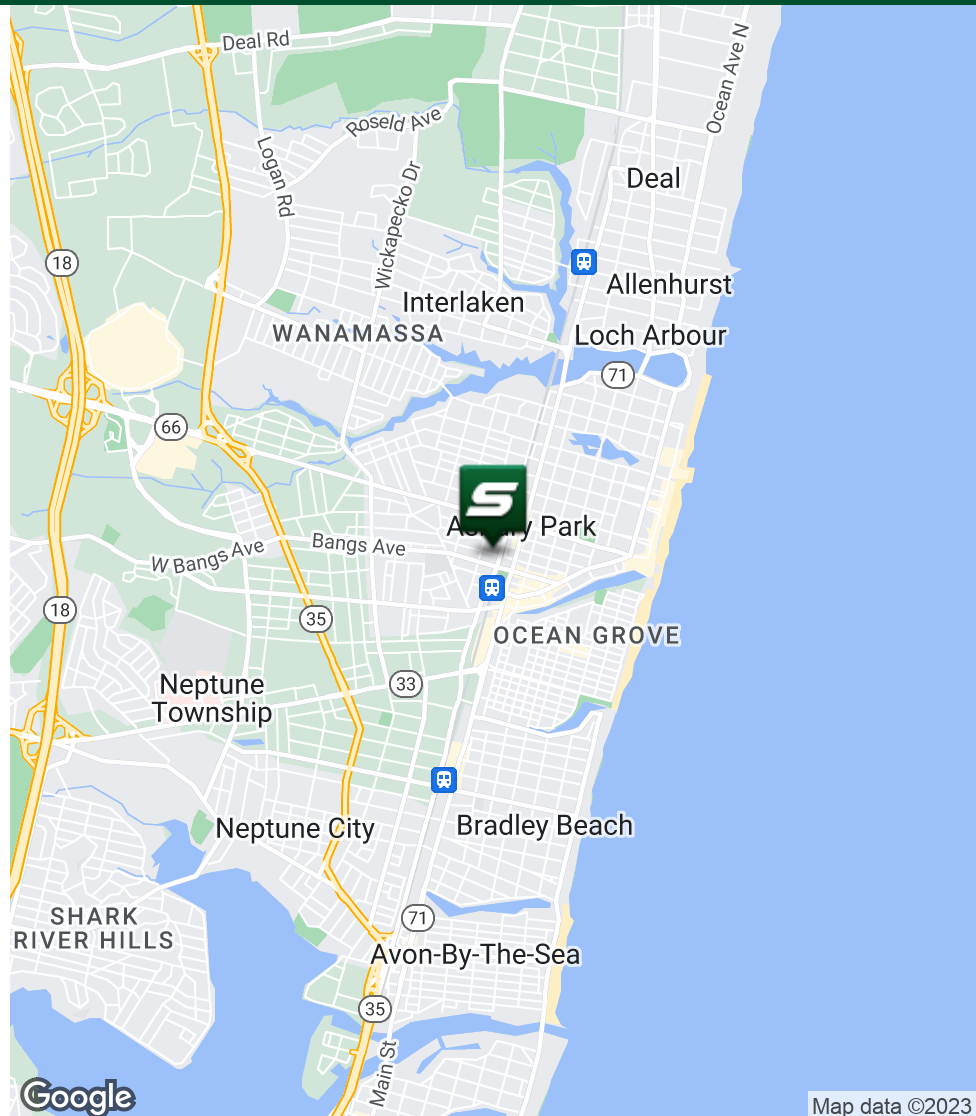 Deal Rd
Ocean Ave N
Roseld Ave
Logan Rd
Wickapecko Dr
Deal
18
Allenhurst
Interlaken
WANAMASSA
Loch Arbour
71
66
S
Asbury Park
Bangs Ave
W Bangs Ave
18
35
OCEAN GROVE
33
Neptune
Township
Neptune City
Bradley Beach
SHARK
RIVER HILLS
71
Avon-By-The-Sea
35
Main St
Google
Map data ©2023